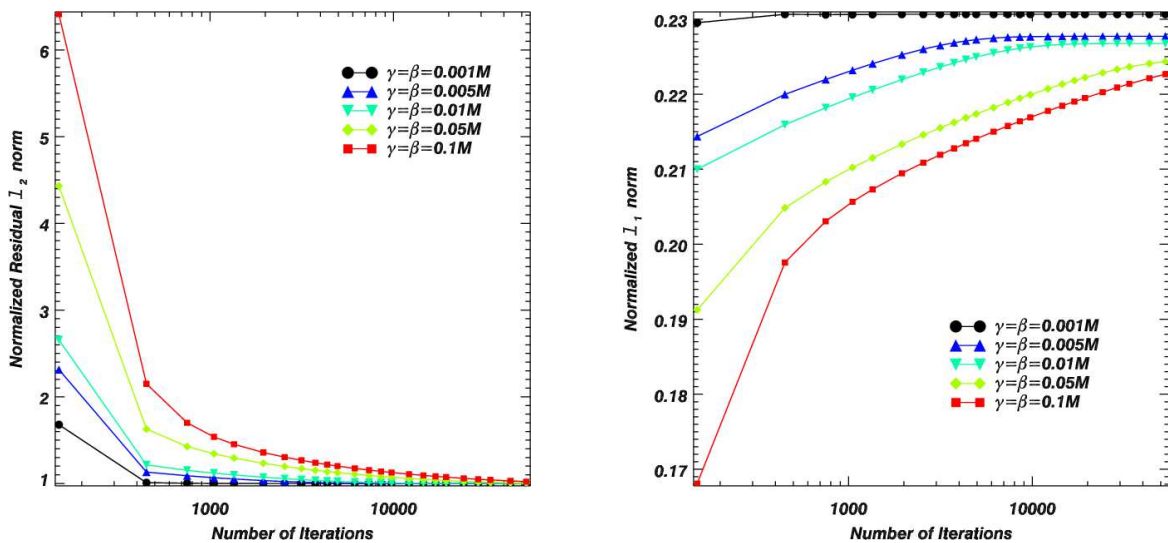 Normalized Residual l₂ norm
6
5
4
3
2
1
γ=β=0.001M
γ=β=0.005M
γ=β=0.01M
γ=β=0.05M
γ=β=0.1M
1000 10000
Number of Iterations
Normalized l₁ norm
0.23
0.22
0.21
0.20
0.19
0.18
0.17
γ=β=0.001M
γ=β=0.005M
γ=β=0.01M
γ=β=0.05M
γ=β=0.1M
1000 10000
Number of Iterations